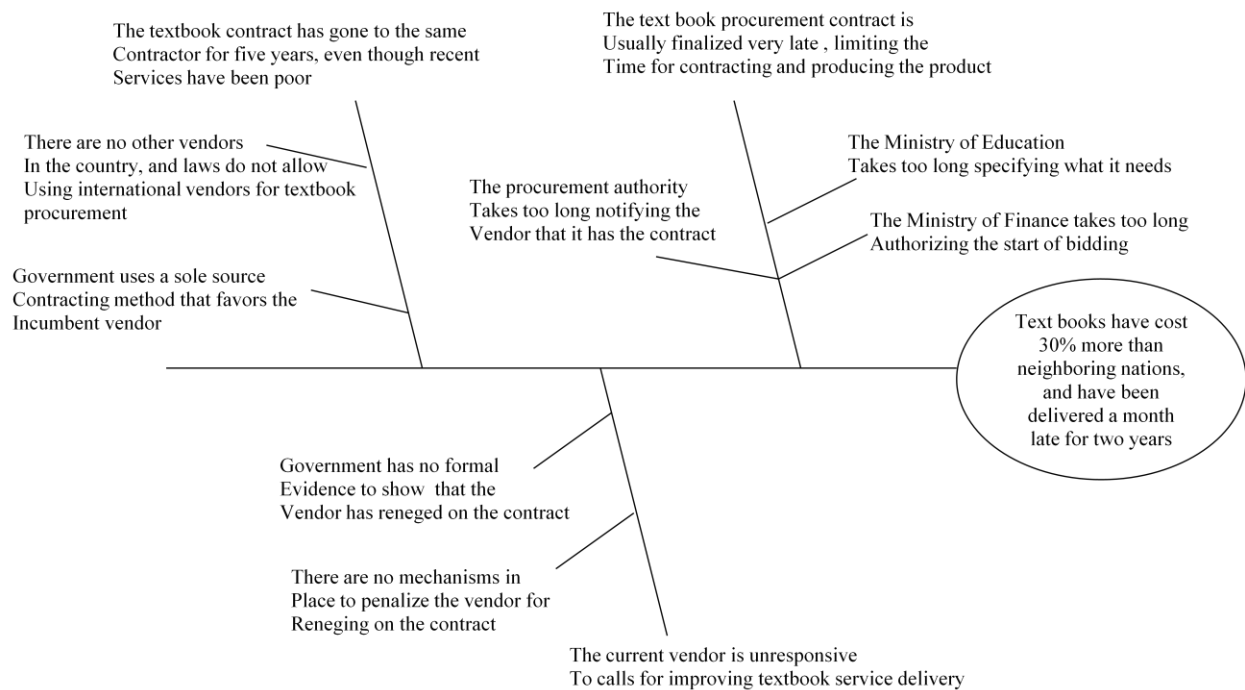 The textbook contract has gone to the same
Contractor for five years, even though recent
Services have been poor
The text book procurement contract is
Usually finalized very late , limiting the
Time for contracting and producing the product
There are no other vendors
In the country, and laws do not allow
Using international vendors for textbook
procurement
The procurement authority
Takes too long notifying the
Vendor that it has the contract
The Ministry of Education
Takes too long specifying what it needs
The Ministry of Finance takes too long
Authorizing the start of bidding
Government uses a sole source
Contracting method that favors the
Incumbent vendor
Text books have cost
30% more than
neighboring nations,
and have been
delivered a month
late for two years
Government has no formal
Evidence to show  that the
Vendor has reneged on the contract
There are no mechanisms in
Place to penalize the vendor for
Reneging on the contract
The current vendor is unresponsive
To calls for improving textbook service delivery